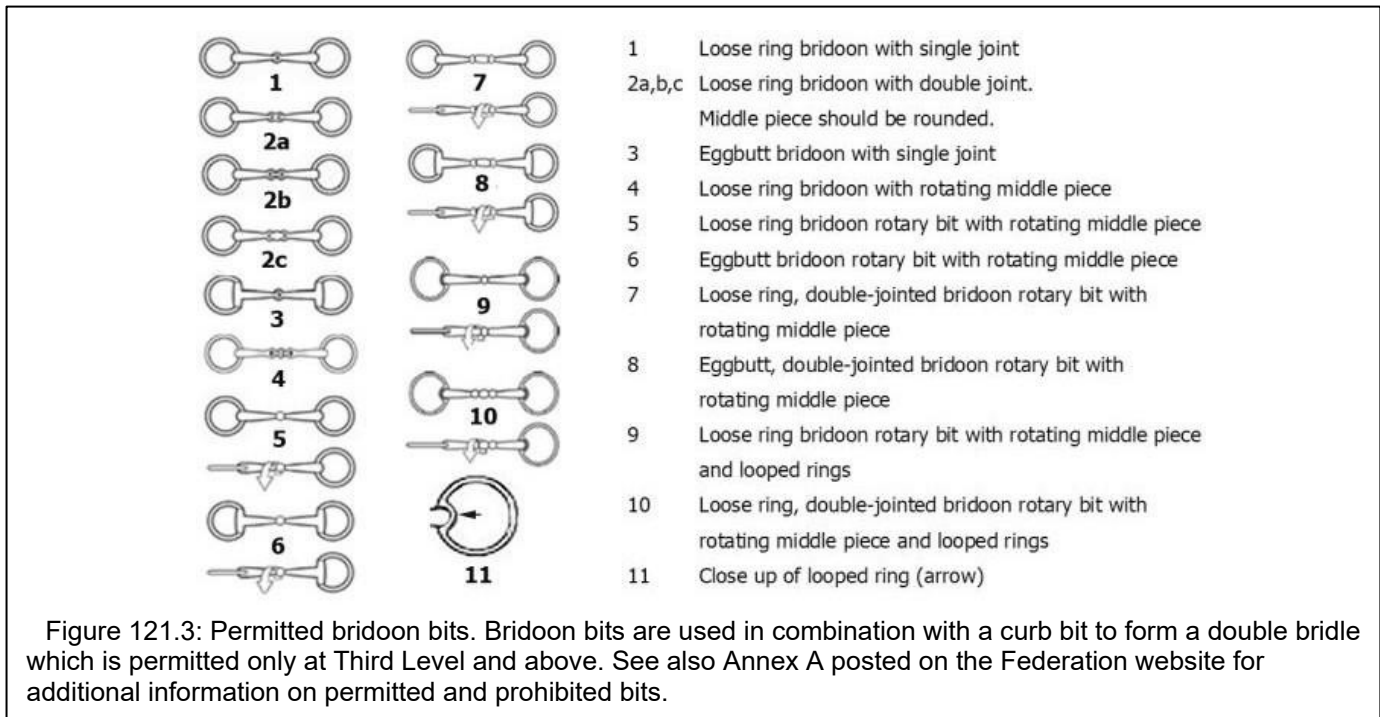 1
2a
2b
2c
3
4
5
6
7
8
9
10
11
1 Loose ring bridoon with single joint
2a,b,c Loose ring bridoon with double joint.
Middle piece should be rounded.
3 Eggbutt bridoon with single joint
4 Loose ring bridoon with rotating middle piece
5 Loose ring bridoon rotary bit with rotating middle piece
6 Eggbutt bridoon rotary bit with rotating middle piece
7 Loose ring, double-jointed bridoon rotary bit with
rotating middle piece
8 Eggbutt, double-jointed bridoon rotary bit with
rotating middle piece
9 Loose ring bridoon rotary bit with rotating middle piece
and looped rings
10 Loose ring, double-jointed bridoon rotary bit with
rotating middle piece and looped rings
11 Close up of looped ring (arrow)
Figure 121.3: Permitted bridoon bits. Bridoon bits are used in combination with a curb bit to form a double bridle
which is permitted only at Third Level and above. See also Annex A posted on the Federation website for
additional information on permitted and prohibited bits.